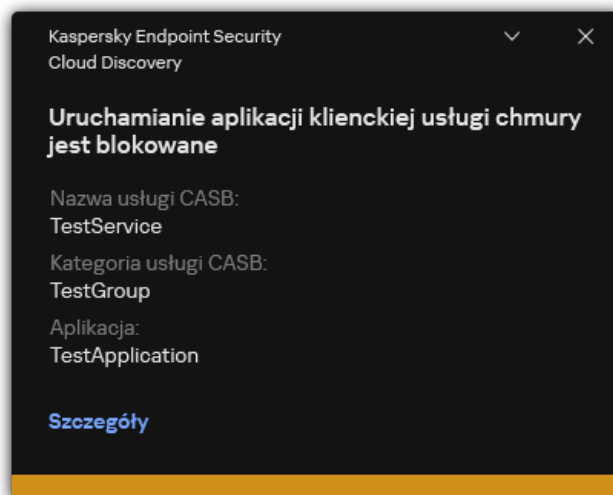 Kaspersky Endpoint Security
Cloud Discovery
Uruchamianie aplikacji klienckiej usługi chmury
jest blokowane
Nazwa usługi CASB:
TestService
Kategoria usługi CASB:
TestGroup
Aplikacja:
TestApplication
Szczegóły